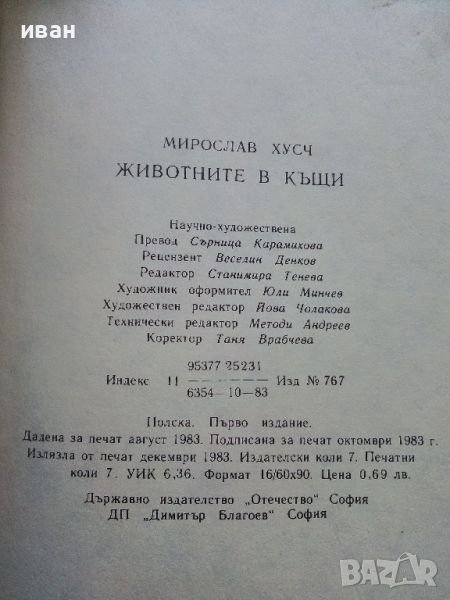 иван
МИРОСЛАВ ХУСЧ
ЖИВОТНИТЕ В КЪЩИ
Научно-художествена
Превод Сърница Карамихова
Рецензент Веселин Денков
Редактор Станимира Тенева
Художник оформител Юли Минчев
Художествен редактор Йова Чолакова
Технически редактор Методи Андреев
Коректор Таня Врабчева
95377 25231
Индекс 11 ———— Изд № 767
6354—10—83
Полска. Първо издание.
Дадена за печат август 1983. Подписана за печат октомври 1983 г.
Излязла от печат декември 1983. Издателски коли 7. Печатни
коли 7. УИК 6,36. Формат 16/60х90. Цена 0,69 лв.
Държавно издателство „Отечество" София
ДП „Димитър Благоев" София
BAZAR